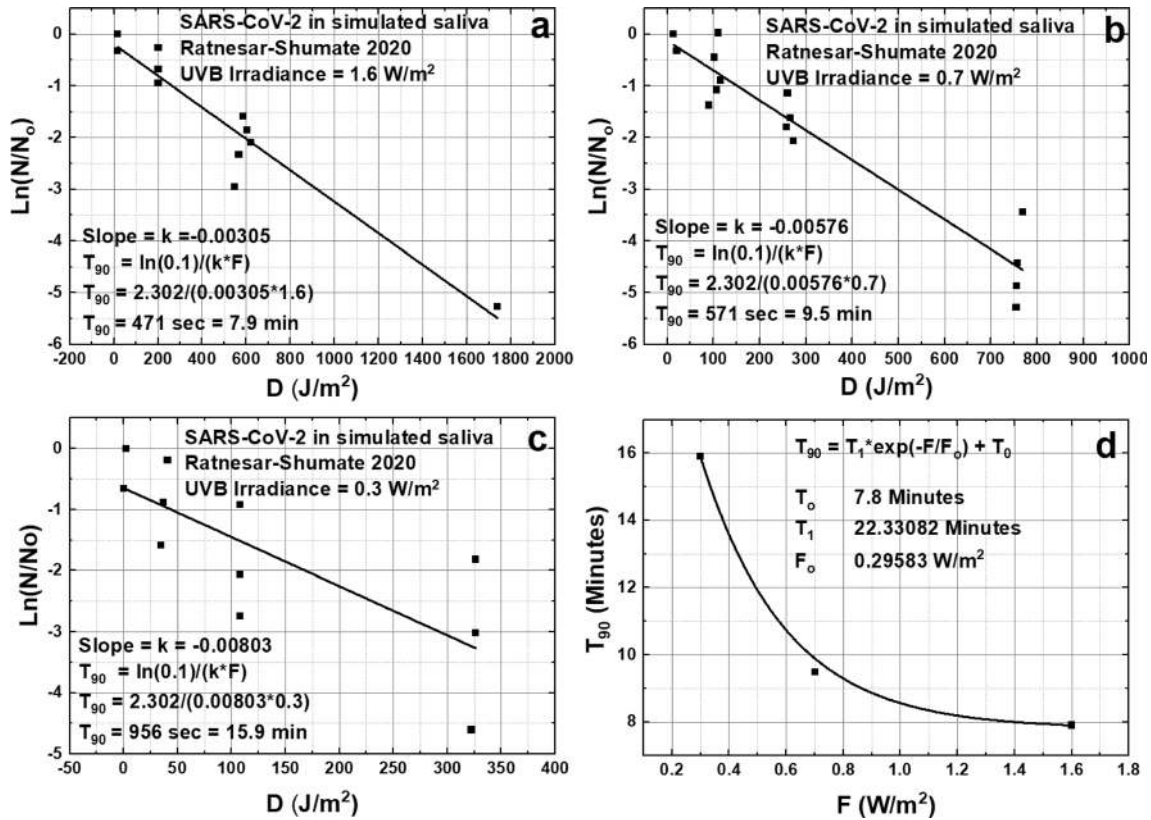 a
SARS-CoV-2 in simulated saliva
Ratnesar-Shumate 2020
UVB Irradiance = 1.6 W/m²
Ln(N/Nₒ)
0
-1
-2
-3
-4
-5
-6
Slope = k =-0.00305
T₉₀ = ln(0.1)/(k*F)
T₉₀ = 2.302/(0.00305*1.6)
T₉₀ = 471 sec = 7.9 min
-200 0 200 400 600 800 1000 1200 1400 1600 1800 2000
D (J/m²)
b
SARS-CoV-2 in simulated saliva
Ratnesar-Shumate 2020
UVB Irradiance = 0.7 W/m²
Ln(N/Nₒ)
0
-1
-2
-3
-4
-5
-6
Slope = k = -0.00576
T₉₀ = ln(0.1)/(k*F)
T₉₀ = 2.302/(0.00576*0.7)
T₉₀ = 571 sec = 9.5 min
0 100 200 300 400 500 600 700 800 900 1000
D (J/m²)
c
SARS-CoV-2 in simulated saliva
Ratnesar-Shumate 2020
UVB Irradiance = 0.3 W/m²
Ln(N/No)
0
-1
-2
-3
-4
-5
Slope = k = -0.00803
T₉₀ = ln(0.1)/(k*F)
T₉₀ = 2.302/(0.00803*0.3)
T₉₀ = 956 sec = 15.9 min
-50 0 50 100 150 200 250 300 350 400
D (J/m²)
d
T₉₀ = T₁*exp(-F/Fₒ) + T₀
Tₒ 7.8 Minutes
T₁ 22.33082 Minutes
Fₒ 0.29583 W/m²
T₉₀ (Minutes)
16
14
12
10
8
0.2 0.4 0.6 0.8 1.0 1.2 1.4 1.6 1.8
F (W/m²)